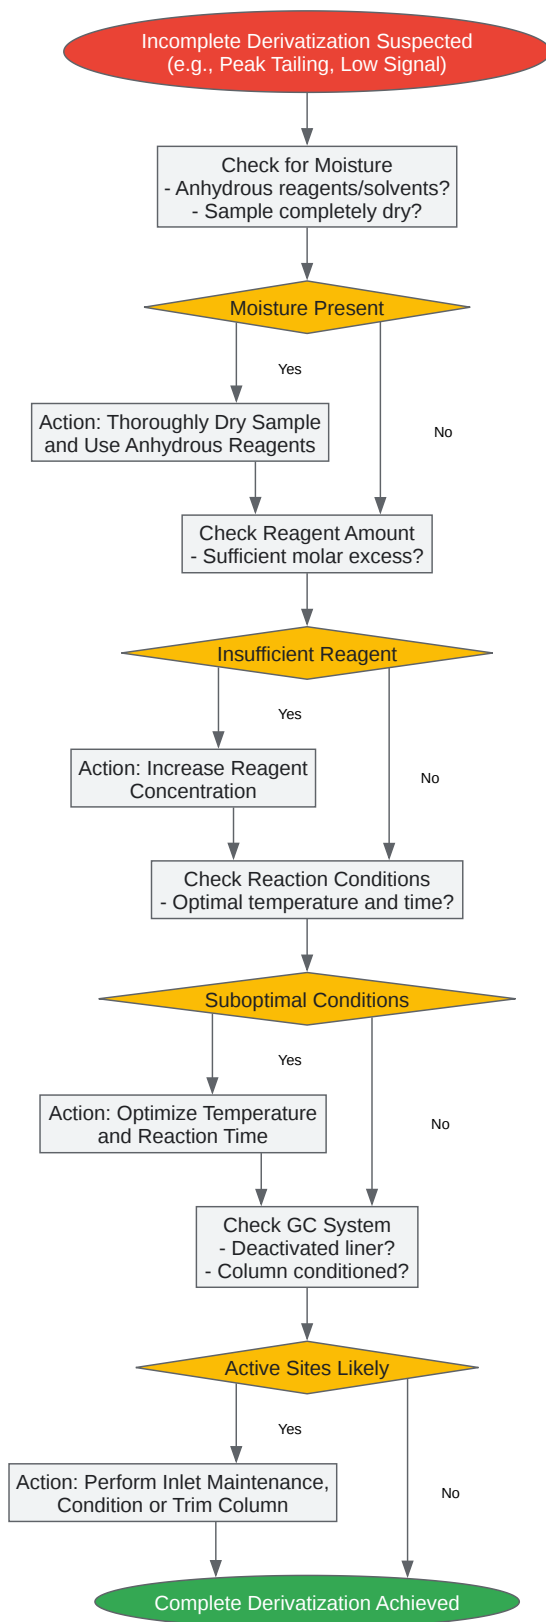 Incomplete Derivatization Suspected
(e.g., Peak Tailing, Low Signal)
Check for Moisture
- Anhydrous reagents/solvents?
- Sample completely dry?
Moisture Present
Yes
Action: Thoroughly Dry Sample
and Use Anhydrous Reagents
No
Check Reagent Amount
- Sufficient molar excess?
Insufficient Reagent
Yes
Action: Increase Reagent
Concentration
No
Check Reaction Conditions
- Optimal temperature and time?
Suboptimal Conditions
Yes
Action: Optimize Temperature
and Reaction Time
No
Check GC System
- Deactivated liner?
- Column conditioned?
Active Sites Likely
Yes
Action: Perform Inlet Maintenance,
Condition or Trim Column
No
Complete Derivatization Achieved